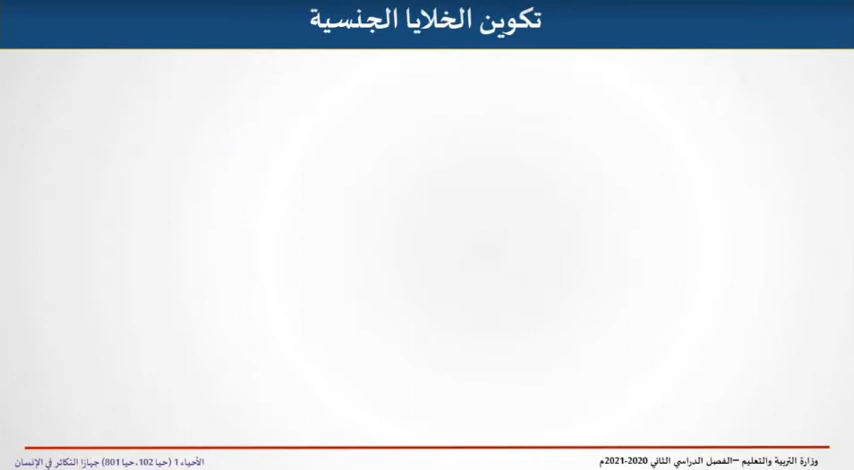 تكوين الخلايا الجنسية
وزارة التربية والتعليم –الفصل الدراسي الثاني 2020-2021م
الأحياء 1 (حيا 102، حيا 801) جهازا التكاثر في الإنسان